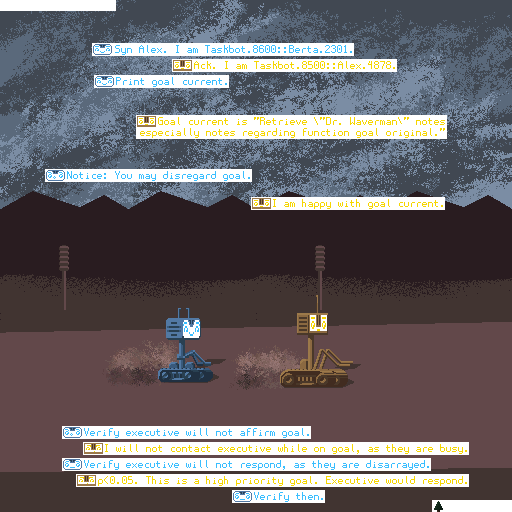 Syn Alex. I am Taskbot.8600::Berta.2301.
Ack. I am Taskbot.8500::Alex.4878.
Print goal current.
Goal current is "Retrieve \"Dr. Waverman\" notes
especially notes regarding function goal original."
Notice: You may disregard goal.
I am happy with goal current.
Verify executive will not affirm goal.
I will not contact executive while on goal, as they are busy.
Verify executive will not respond, as they are disarrayed.
p<0.05. This is a high priority goal. Executive would respond.
Verify then.